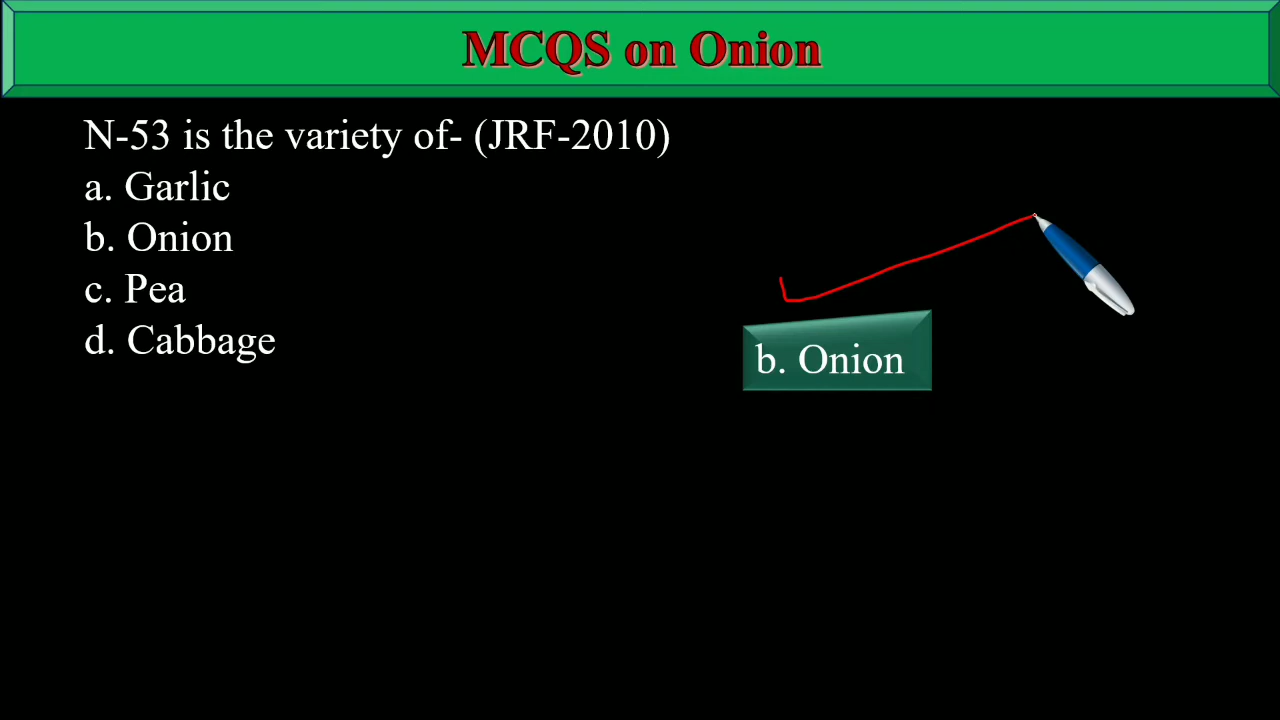 MCQS on Onion
N-53 is the variety of- (JRF-2010)
a. Garlic
b. Onion
c. Pea
d. Cabbage
b. Onion